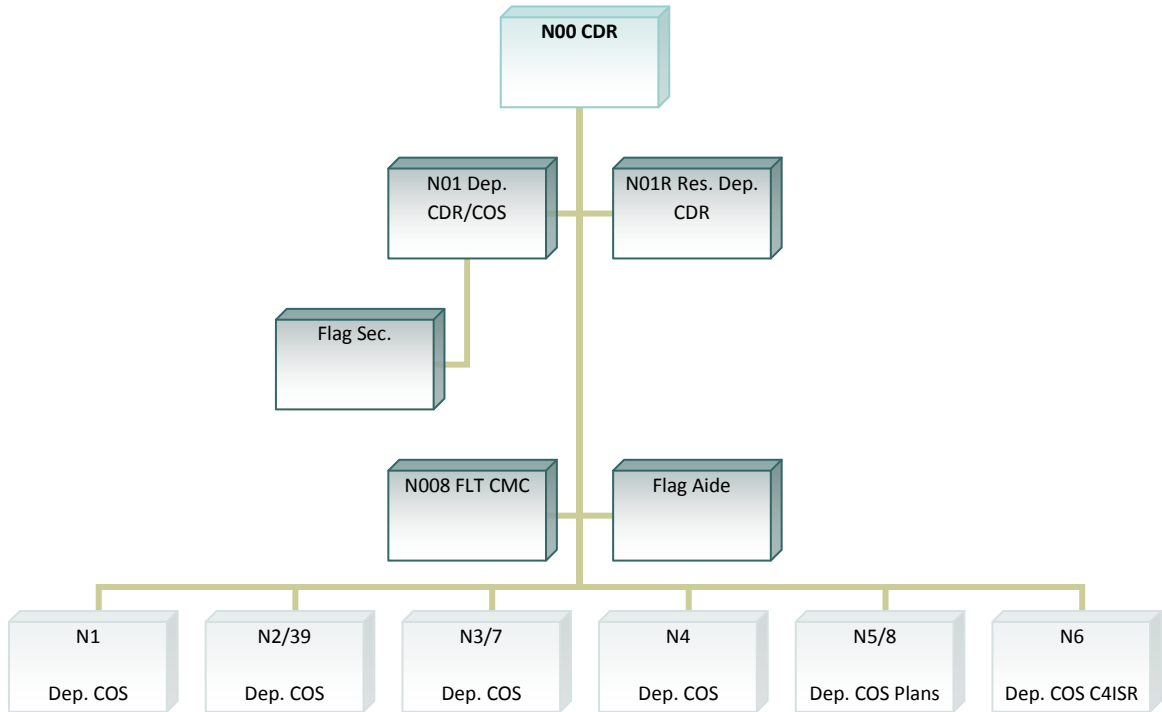 N00 CDR
N01 Dep.
CDR/COS
N01R Res. Dep.
CDR
Flag Sec.
N008 FLT CMC
Flag Aide
N1
Dep. COS
N2/39
Dep. COS
N3/7
Dep. COS
N4
Dep. COS
N5/8
Dep. COS Plans
N6
Dep. COS C4ISR